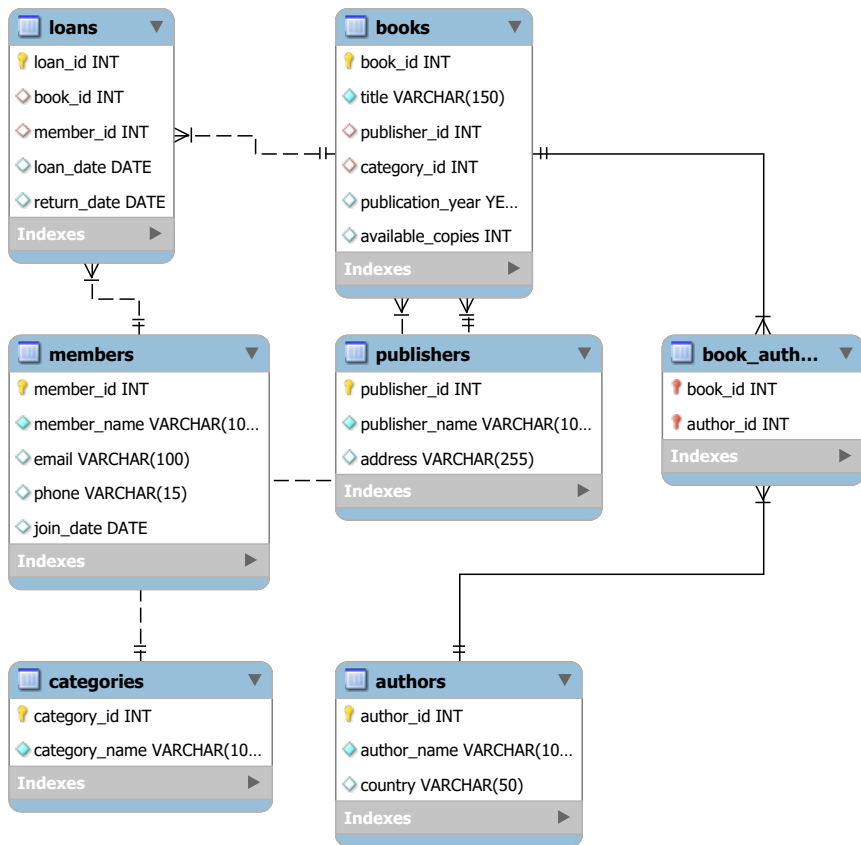 loans
loan_id INT
book_id INT
member_id INT
loan_date DATE
return_date DATE
Indexes
books
book_id INT
title VARCHAR(150)
publisher_id INT
category_id INT
publication_year YE...
available_copies INT
Indexes
members
member_id INT
member_name VARCHAR(10...
email VARCHAR(100)
phone VARCHAR(15)
join_date DATE
Indexes
publishers
publisher_id INT
publisher_name VARCHAR(10...
address VARCHAR(255)
Indexes
book_auth...
book_id INT
author_id INT
Indexes
categories
category_id INT
category_name VARCHAR(10...
Indexes
authors
author_id INT
author_name VARCHAR(10...
country VARCHAR(50)
Indexes